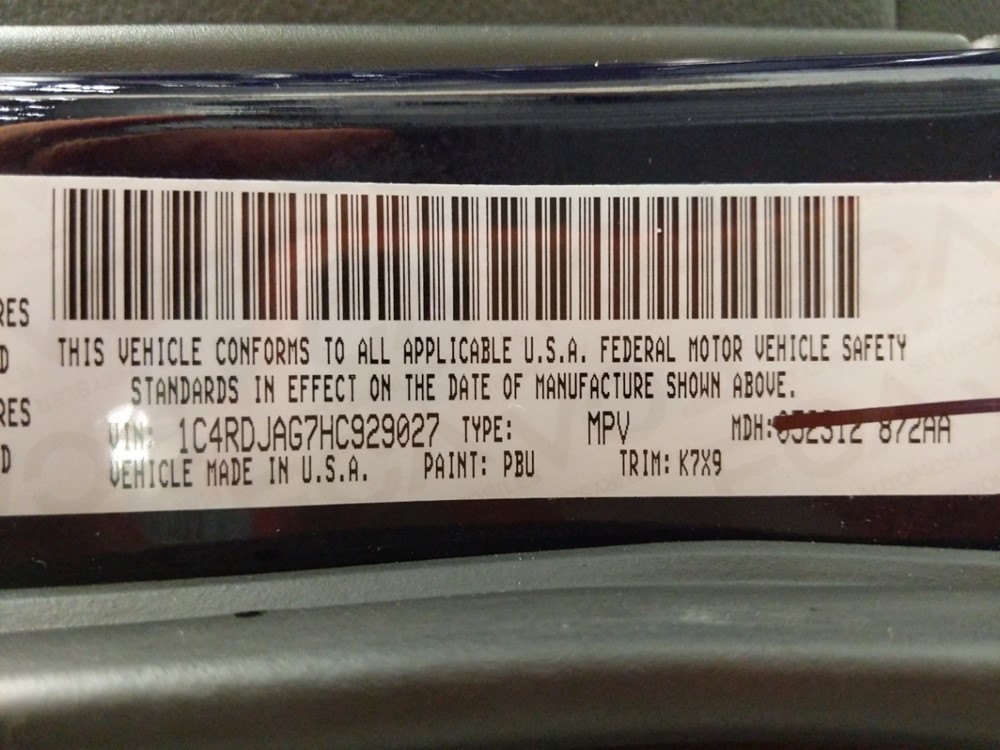 RES
D
RES
D
THIS VEHICLE CONFORMS TO ALL APPLICABLE U.S.A. FEDERAL MOTOR VEHICLE SAFETY
STANDARDS IN EFFECT ON THE DATE OF MANUFACTURE SHOWN ABOVE.
VIN: 1C4RDJAG7HC929027 TYPE: MPV MDH: 872AA
VEHICLE MADE IN U.S.A. PAINT: PBU TRIM: K7X9